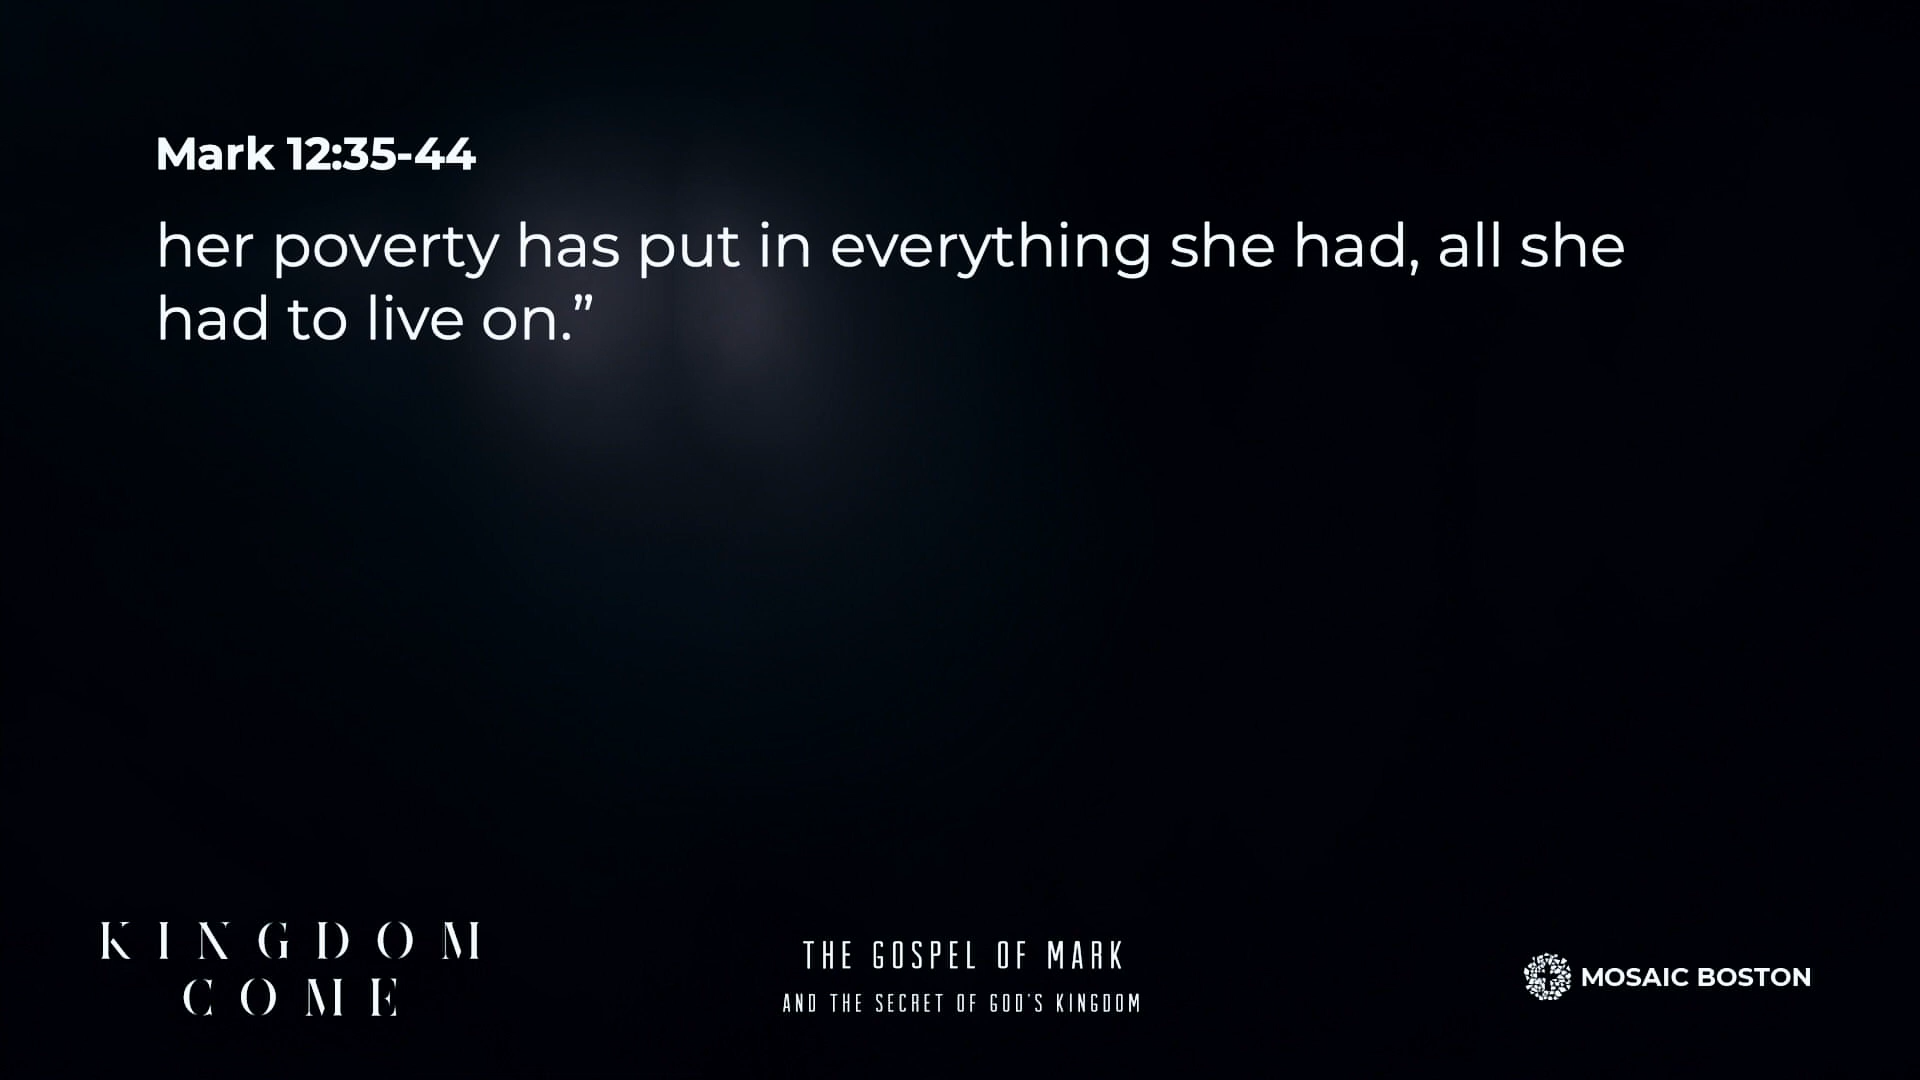 Mark 12:35-44
her poverty has put in everything she had, all she
had to live on.”
KINGDOM
COME
THE GOSPEL OF MARK
AND THE SECRET OF GOD'S KINGDOM
MOSAIC BOSTON